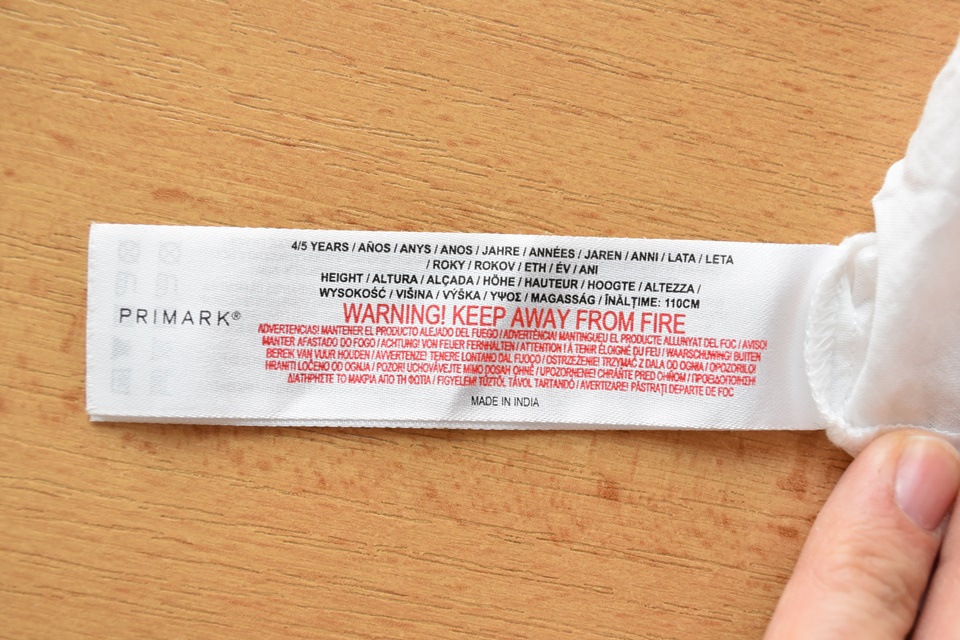 4/5 YEARS / AÑOS / ANYS / ANOS / JAHRE / ANNÉES / JAREN / ANNI / LATA / LETA
/ ROKY / ROKOV / ETH / ÉV / ANI
HEIGHT / ALTURA / ALÇADA / HÖHE / HAUTEUR / HOOGTE / ALTEZZA /
WYSOKOŚĆ / VIŠINA / VÝŠKA / ΥΨΟΣ / MAGASSÁG / ÎNĂLŢIME: 110CM
PRIMARK®
WARNING! KEEP AWAY FROM FIRE
ADVERTENCIAS! MANTENER EL PRODUCTO ALEJADO DEL FUEGO / ADVERTÈNCIA! MANTINGUEU EL PRODUCTE ALLUNYAT DEL FOC / AVISO!
MANTER AFASTADO DO FOGO / ACHTUNG! VON FEUER FERNHALTEN / ATTENTION ! À TENIR ÉLOIGNÉ DU FEU / WAARSCHUWING! BUITEN
BEREIK VAN VUUR HOUDEN / AVVERTENZE! TENERE LONTANO DAL FUOCO / OSTRZEŻENIE! TRZYMAĆ Z DALA OD OGNIA / OPOZORILO!
HRANITI LOČENO OD OGNJA / POZOR! UCHOVÁVEJTE MIMO DOSAH OHNĚ / UPOZORNENIE! CHRÁŇTE PRED OHŇOM / ΠΡΟΕΙΔΟΠΟΙΗΣΗ!
ΔΙΑΤΗΡΗΣΤΕ ΤΟ ΜΑΚΡΙΑ ΑΠΟ ΤΗ ΦΩΤΙΑ / FIGYELEM! TŰZTŐL TÁVOL TARTANDÓ / AVERTIZARE! PĂSTRAŢI DEPARTE DE FOC
MADE IN INDIA